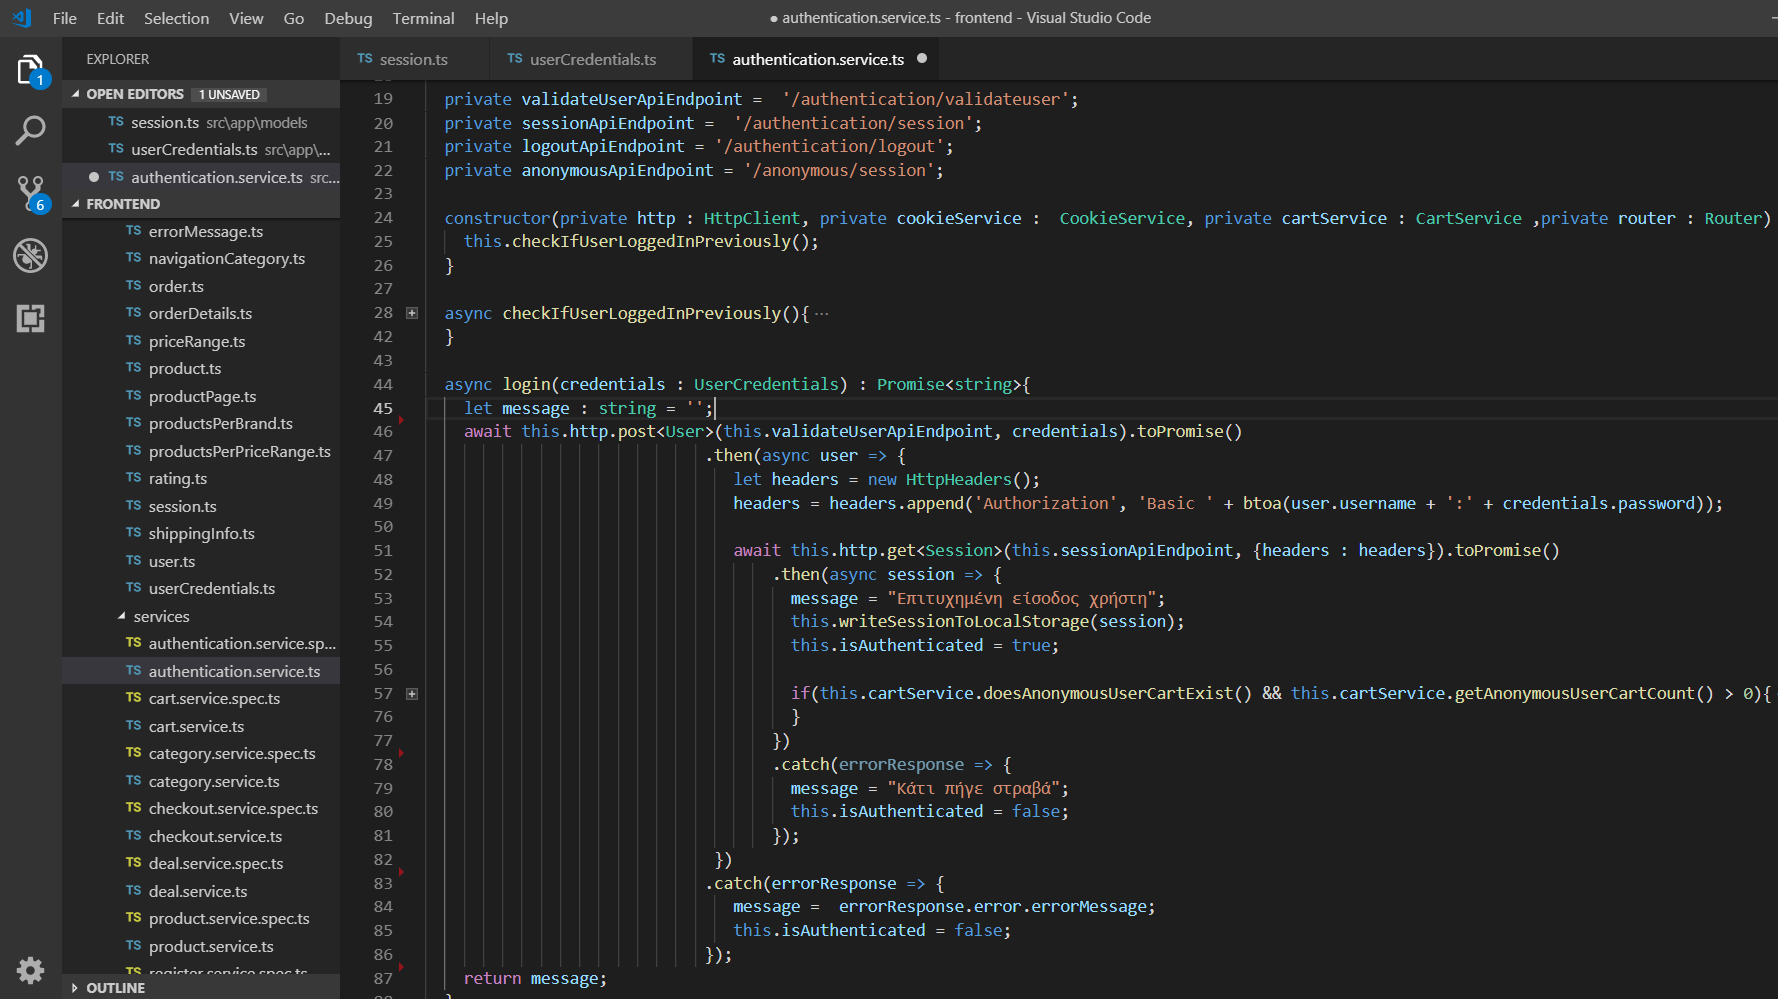 File Edit Selection View Go Debug Terminal Help
● authentication.service.ts - frontend - Visual Studio Code
EXPLORER
OPEN EDITORS 1 UNSAVED
TS session.ts src\app\models
TS userCredentials.ts src\app\...
● TS authentication.service.ts src...
FRONTEND
TS errorMessage.ts
TS navigationCategory.ts
TS order.ts
TS orderDetails.ts
TS priceRange.ts
TS product.ts
TS productPage.ts
TS productsPerBrand.ts
TS productsPerPriceRange.ts
TS rating.ts
TS session.ts
TS shippingInfo.ts
TS user.ts
TS userCredentials.ts
services
TS authentication.service.sp...
TS authentication.service.ts
TS cart.service.spec.ts
TS cart.service.ts
TS category.service.spec.ts
TS category.service.ts
TS checkout.service.spec.ts
TS checkout.service.ts
TS deal.service.spec.ts
TS deal.service.ts
TS product.service.spec.ts
TS product.service.ts
TS register.service.spec.ts
OUTLINE
1
6
TS session.ts TS userCredentials.ts TS authentication.service.ts ●
19 private validateUserApiEndpoint =  '/authentication/validateuser';
20 private sessionApiEndpoint =  '/authentication/session';
21 private logoutApiEndpoint = '/authentication/logout';
22 private anonymousApiEndpoint = '/anonymous/session';
23
24 constructor(private http : HttpClient, private cookieService :  CookieService, private cartService : CartService ,private router : Router)
25 this.checkIfUserLoggedInPreviously();
26 }
27
28 async checkIfUserLoggedInPreviously(){ ...
42 }
43
44 async login(credentials : UserCredentials) : Promise<string>{
45 let message : string = '';
46 await this.http.post<User>(this.validateUserApiEndpoint, credentials).toPromise()
47 .then(async user => {
48 let headers = new HttpHeaders();
49 headers = headers.append('Authorization', 'Basic ' + btoa(user.username + ':' + credentials.password));
50
51 await this.http.get<Session>(this.sessionApiEndpoint, {headers : headers}).toPromise()
52 .then(async session => {
53 message = "Επιτυχημένη είσοδος χρήστη";
54 this.writeSessionToLocalStorage(session);
55 this.isAuthenticated = true;
56
57 if(this.cartService.doesAnonymousUserCartExist() && this.cartService.getAnonymousUserCartCount() > 0){
76 }
77 })
78 .catch(errorResponse => {
79 message = "Κάτι πήγε στραβά";
80 this.isAuthenticated = false;
81 });
82 })
83 .catch(errorResponse => {
84 message =  errorResponse.error.errorMessage;
85 this.isAuthenticated = false;
86 });
87 return message;